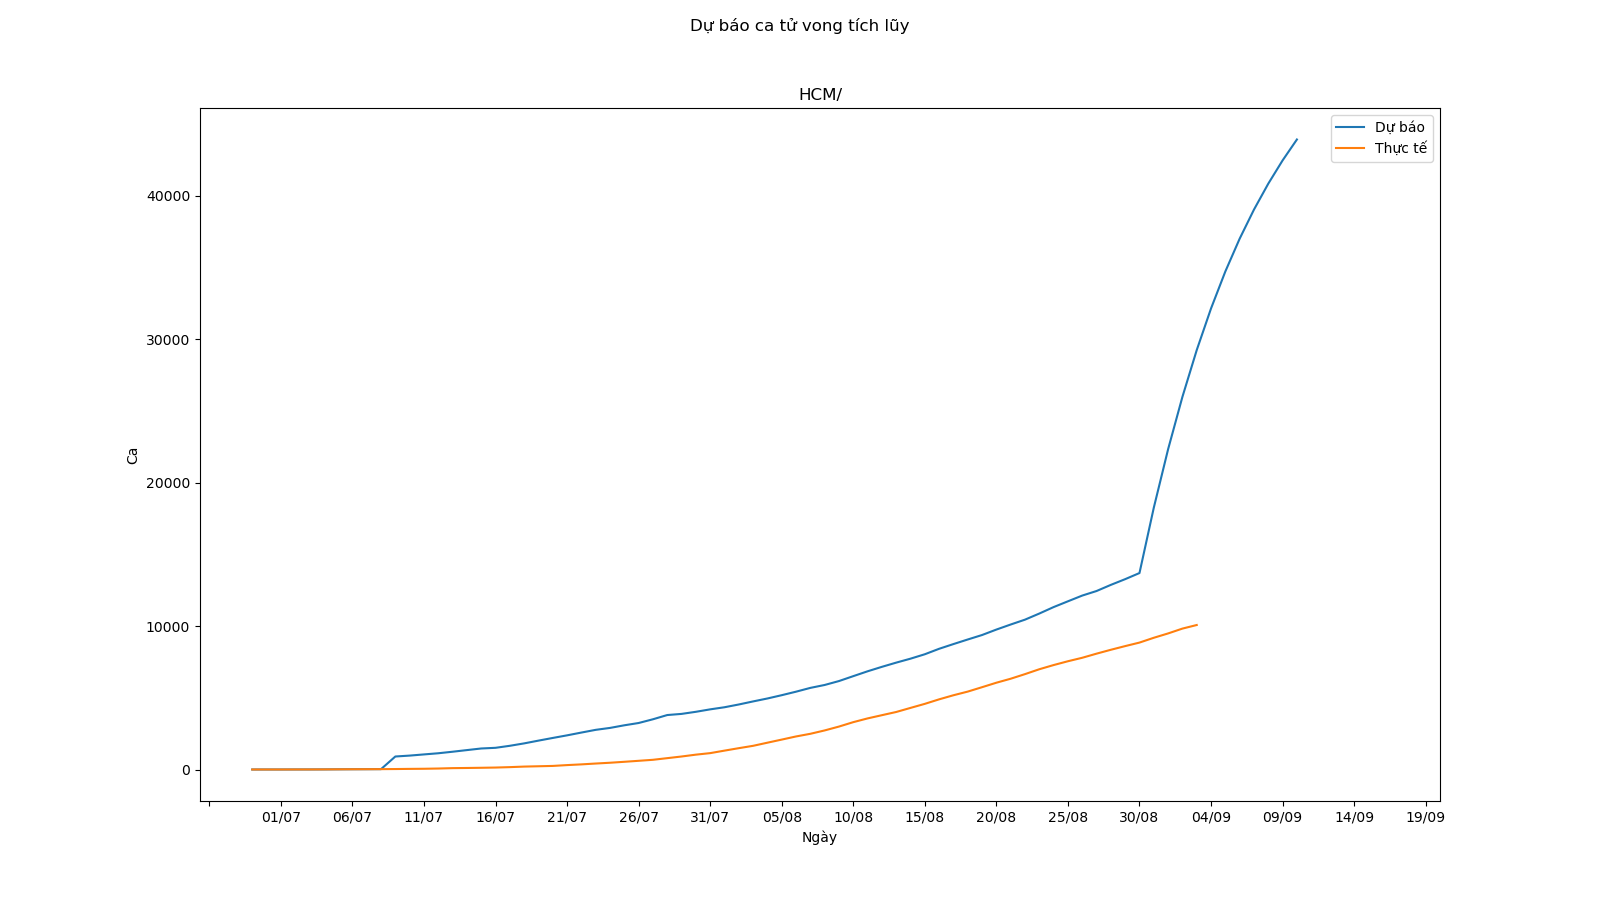 Dự báo ca tử vong tích lũy
HCM/
Dự báo
Thực tế
40000
30000
20000
10000
0
Ca
01/07 06/07 11/07 16/07 21/07 26/07 31/07 05/08 10/08 15/08 20/08 25/08 30/08 04/09 09/09 14/09 19/09
Ngày